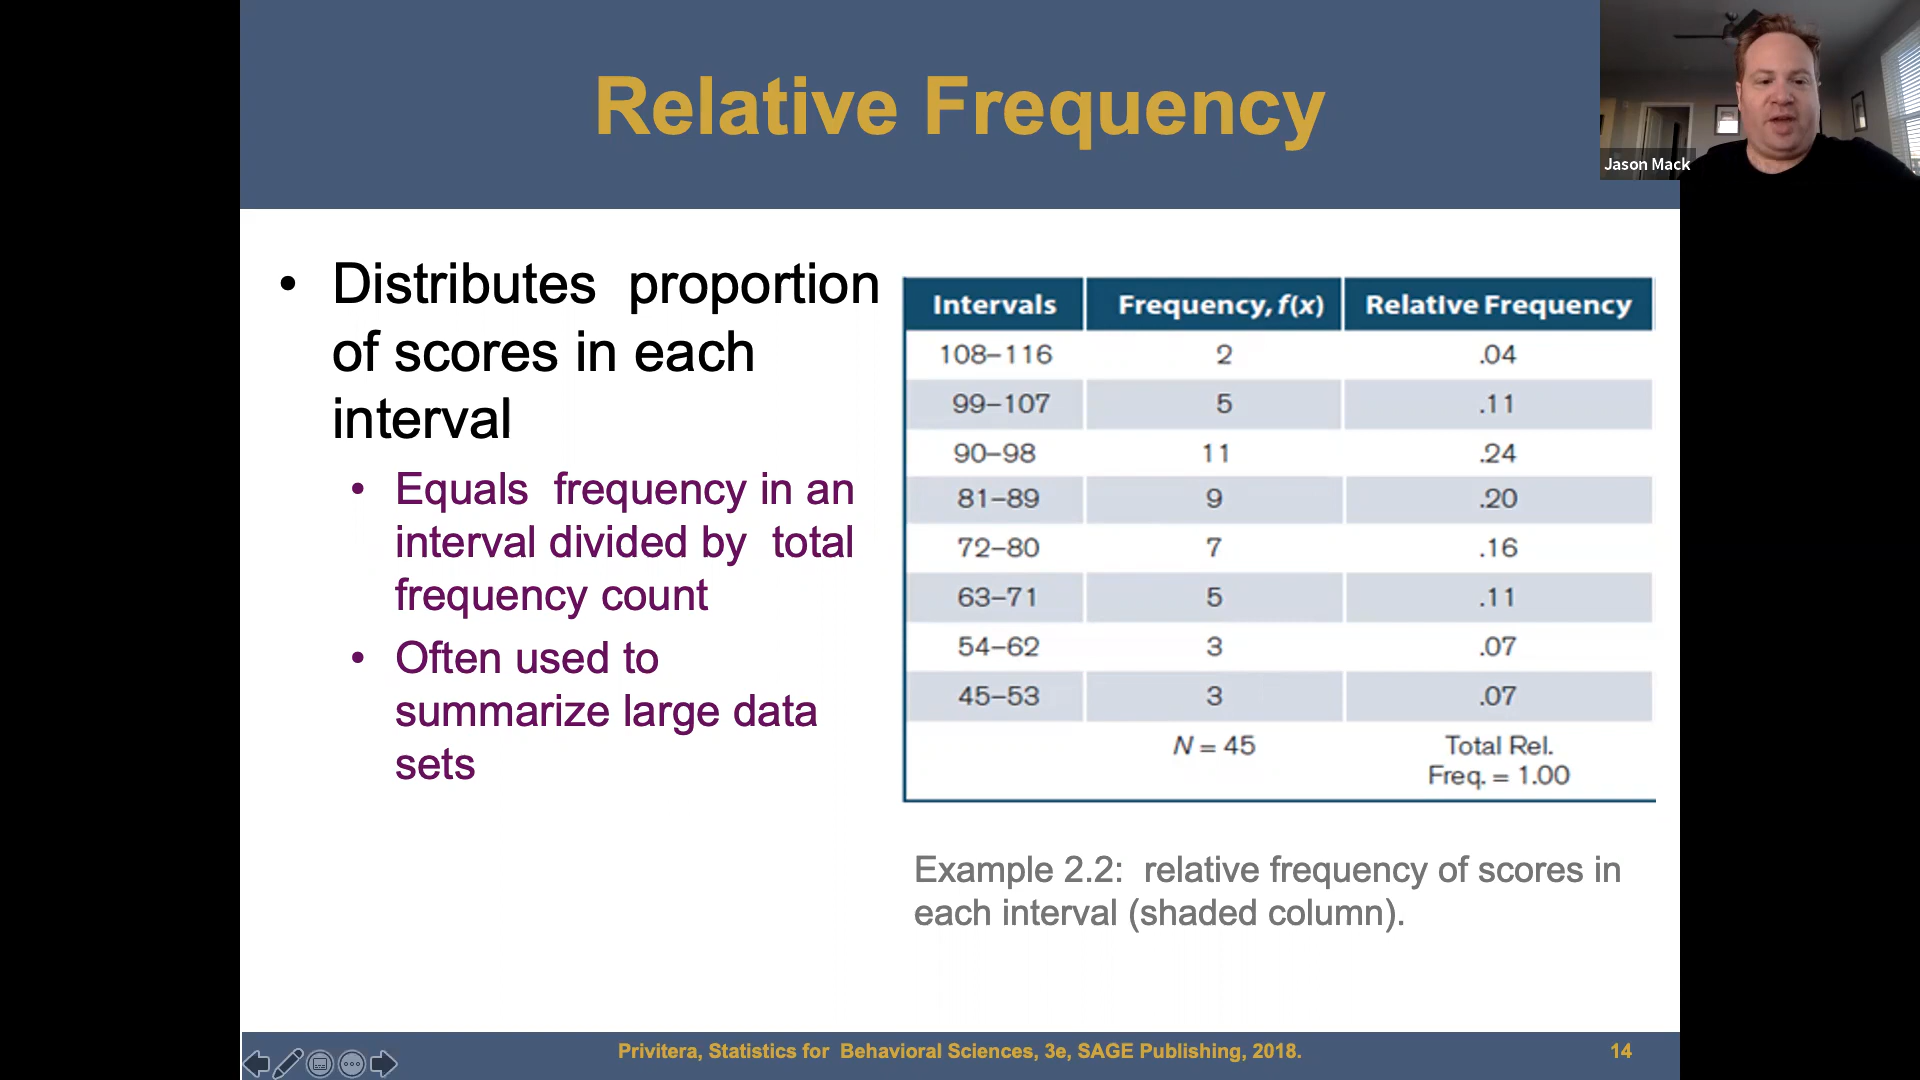 Relative Frequency
Jason Mack
• Distributes proportion
of scores in each
interval
• Equals frequency in an
interval divided by total
frequency count
• Often used to
summarize large data
sets
Intervals Frequency, f(x) Relative Frequency
108–116 2 .04
99–107 5 .11
90–98 11 .24
81–89 9 .20
72–80 7 .16
63–71 5 .11
54–62 3 .07
45–53 3 .07
N = 45 Total Rel.
Freq. = 1.00
Example 2.2: relative frequency of scores in
each interval (shaded column).
Privitera, Statistics for Behavioral Sciences, 3e, SAGE Publishing, 2018.
14